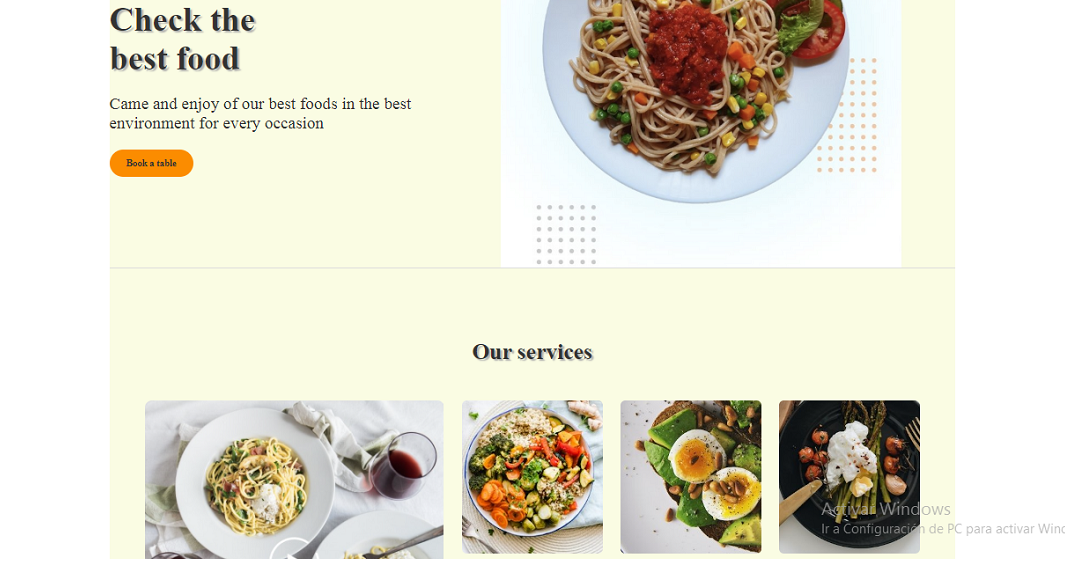 Check the
best food
Came and enjoy of our best foods in the best
environment for every occasion
Book a table
Our services
Activar Windows
Ir a Configuración de PC para activar Wind